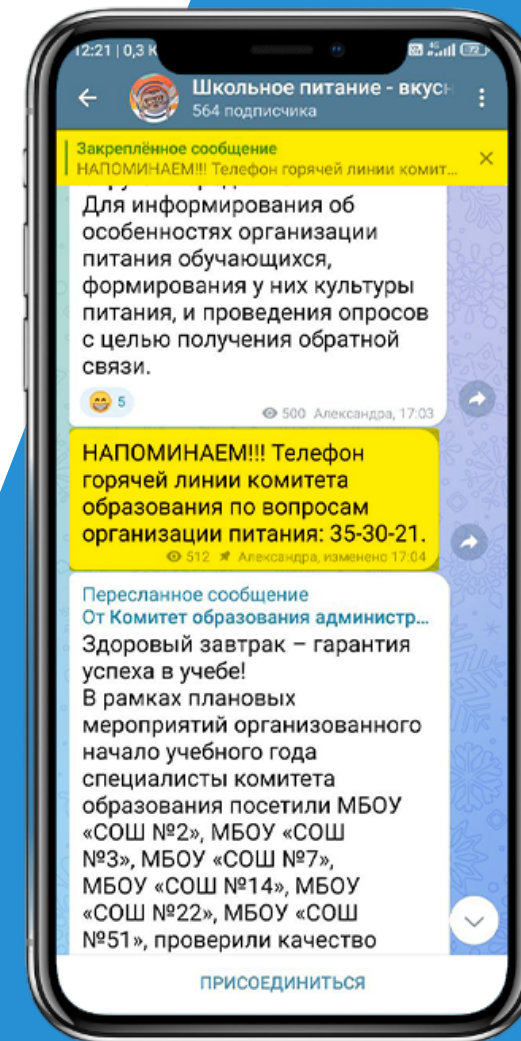 12:21 | 0,3 К
72
Школьное питание - вкусн
564 подписчика
Закреплённое сообщение
НАПОМИНАЕМ!!! Телефон горячей линии комит...
Для информирования об
особенностях организации
питания обучающихся,
формирования у них культуры
питания, и проведения опросов
с целью получения обратной
связи.
5
500 Александра, 17:03
НАПОМИНАЕМ!!! Телефон
горячей линии комитета
образования по вопросам
организации питания: 35-30-21.
512 Александра, изменено 17:04
Пересланное сообщение
От Комитет образования администр...
Здоровый завтрак – гарантия
успеха в учебе!
В рамках плановых
мероприятий организованного
начало учебного года
специалисты комитета
образования посетили МБОУ
«СОШ №2», МБОУ «СОШ
№3», МБОУ «СОШ №7»,
МБОУ «СОШ №14», МБОУ
«СОШ №22», МБОУ «СОШ
№51», проверили качество
ПРИСОЕДИНИТЬСЯ